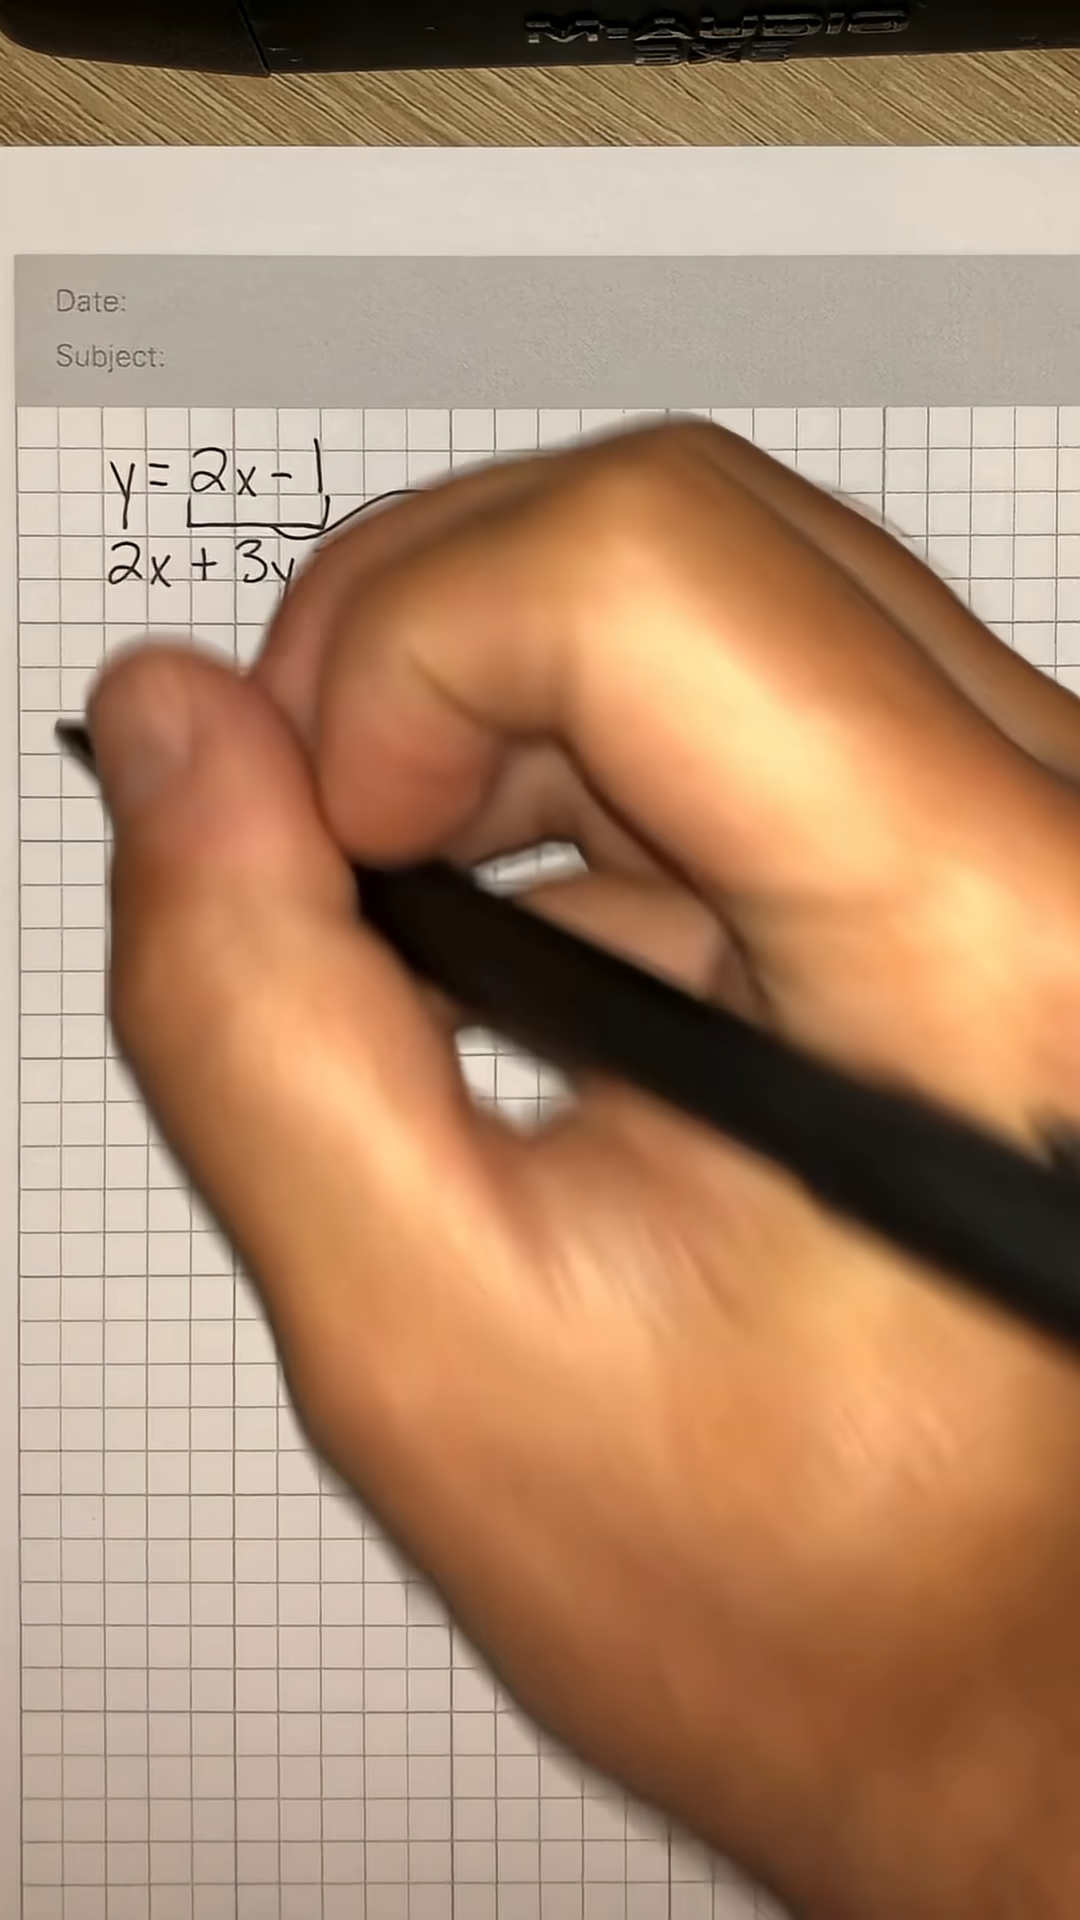 M-AUDIO
Date:
Subject:
y = 2x - 1
2x + 3y